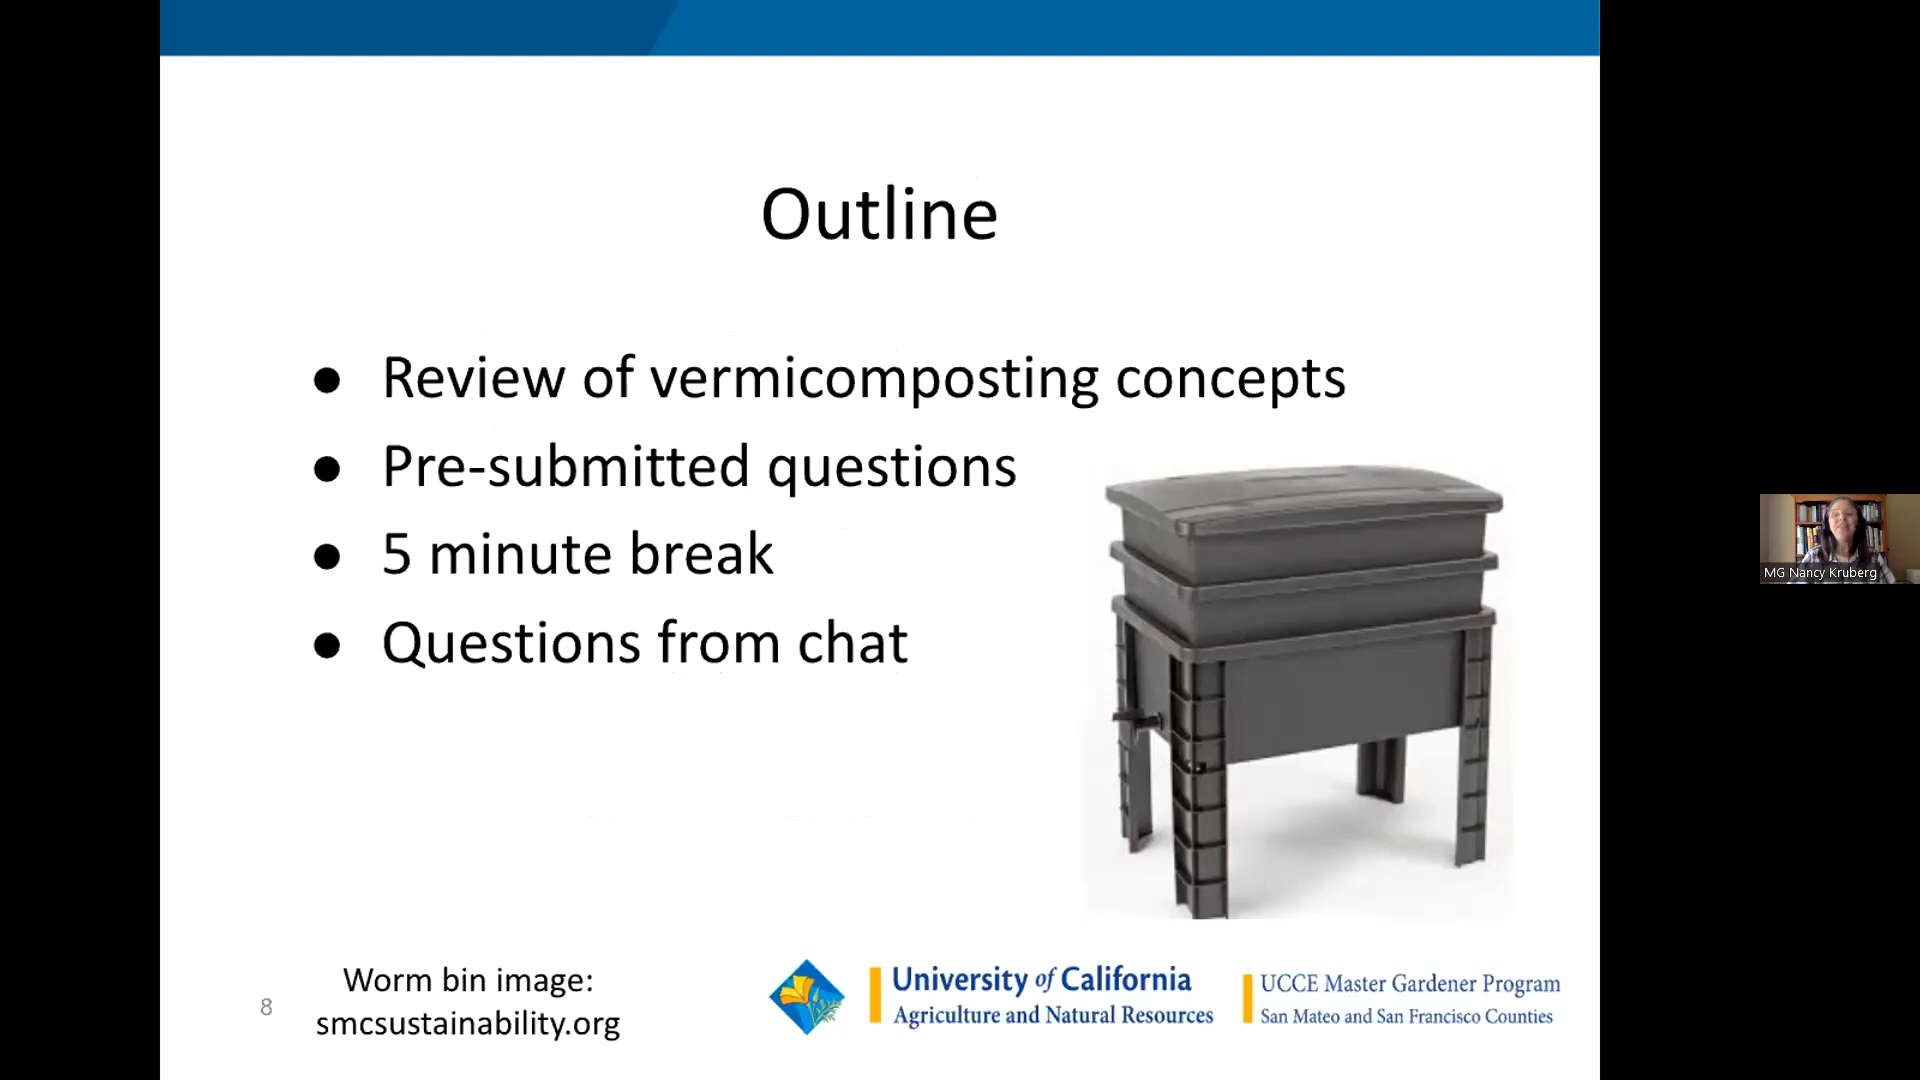 Outline
● Review of vermicomposting concepts
● Pre-submitted questions
● 5 minute break
● Questions from chat
MG Nancy Kruberg
Worm bin image:
smcsustainability.org
8
University of California
Agriculture and Natural Resources
UCCE Master Gardener Program
San Mateo and San Francisco Counties